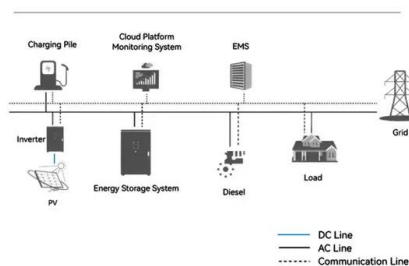 Charging Pile
Cloud Platform
Monitoring System
EMS
Grid
Inverter
PV
Energy Storage System
Diesel
Load
DC Line
AC Line
Communication Line